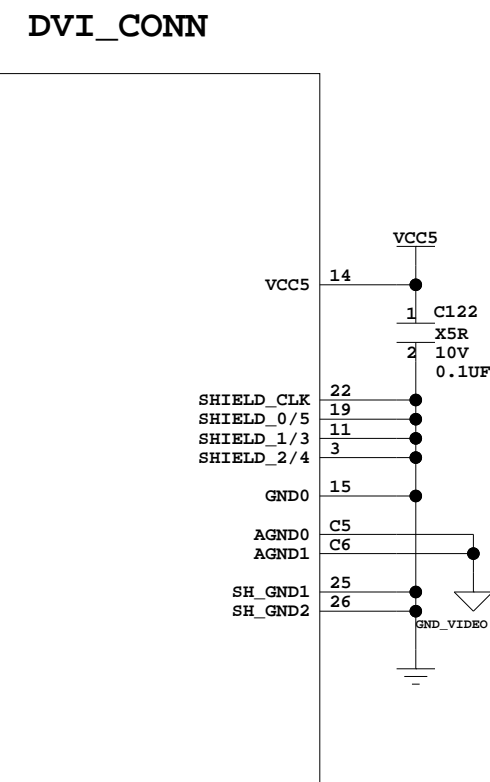 DVI_CONN
VCC5
VCC5 14
1 C122
X5R
2 10V
0.1UF
SHIELD_CLK 22
SHIELD_0/5 19
SHIELD_1/3 11
SHIELD_2/4 3
GND0 15
AGND0 C5
AGND1 C6
SH_GND1 25
SH_GND2 26
GND_VIDEO